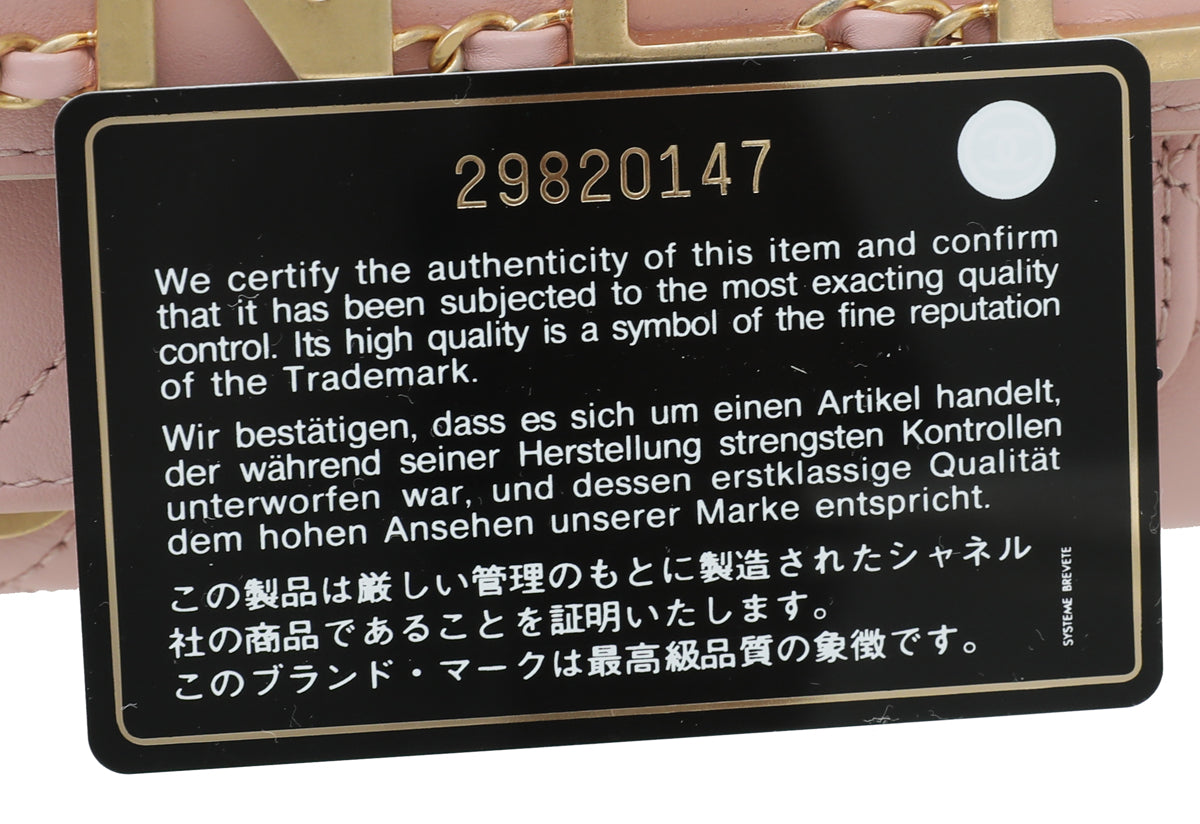 29820147
We certify the authenticity of this item and confirm
that it has been subjected to the most exacting quality
control. Its high quality is a symbol of the fine reputation
of the Trademark.
Wir bestätigen, dass es sich um einen Artikel handelt,
der während seiner Herstellung strengsten Kontrollen
unterworfen war, und dessen erstklassige Qualität
dem hohen Ansehen unserer Marke entspricht.
この製品は厳しい管理のもとに製造されたシャネル
社の商品であることを証明いたします。
このブランド・マークは最高級品質の象徴です。
SYSTEME BREVETE